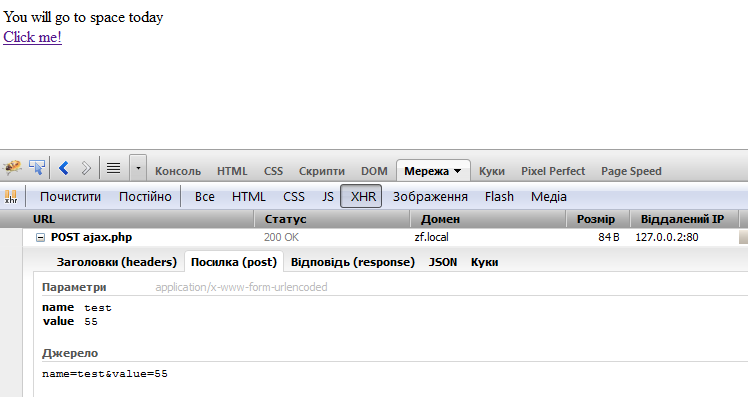 You will go to space today
Click me!
Консоль HTML CSS Скрипти DOM Мережа Куки Pixel Perfect Page Speed
xhr Почистити Постійно Все HTML CSS JS XHR Зображення Flash Медіа
URL Статус Домен Розмір Віддалений IP
POST ajax.php 200 OK zf.local 84 B 127.0.0.2:80
Заголовки (headers) Посилка (post) Відповідь (response) JSON Куки
Параметри application/x-www-form-urlencoded
name test
value 55
Джерело
name=test&value=55